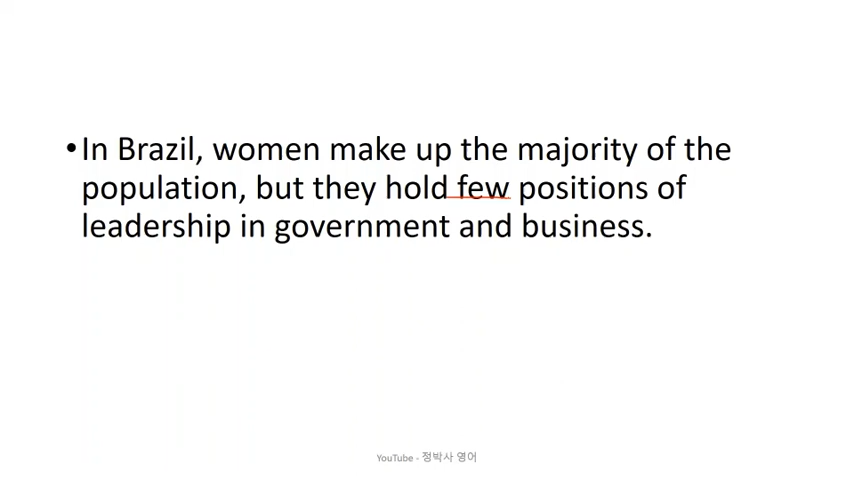 •In Brazil, women make up the majority of the
population, but they hold few positions of
leadership in government and business.
YouTube - 정박사 영어